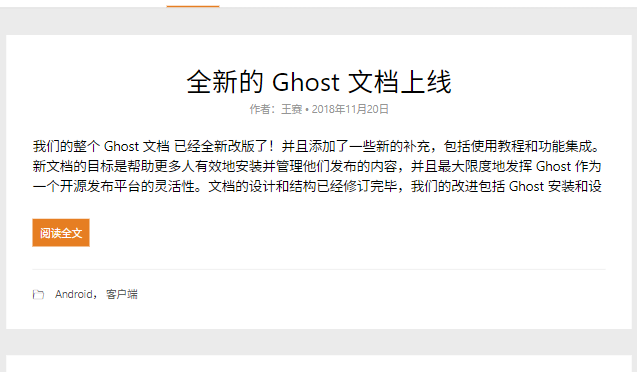 全新的 Ghost 文档上线
作者：王赛 • 2018年11月20日
我们的整个 Ghost 文档 已经全新改版了！并且添加了一些新的补充，包括使用教程和功能集成。
新文档的目标是帮助更多人有效地安装并管理他们发布的内容，并且最大限度地发挥 Ghost 作为
一个开源发布平台的灵活性。文档的设计和结构已经修订完毕，我们的改进包括 Ghost 安装和设
阅读全文
Android， 客户端